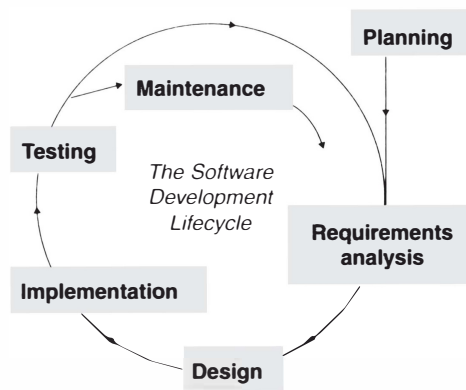 Planning
Maintenance
Testing
The Software
Development
Lifecycle
Requirements
analysis
Implementation
Design